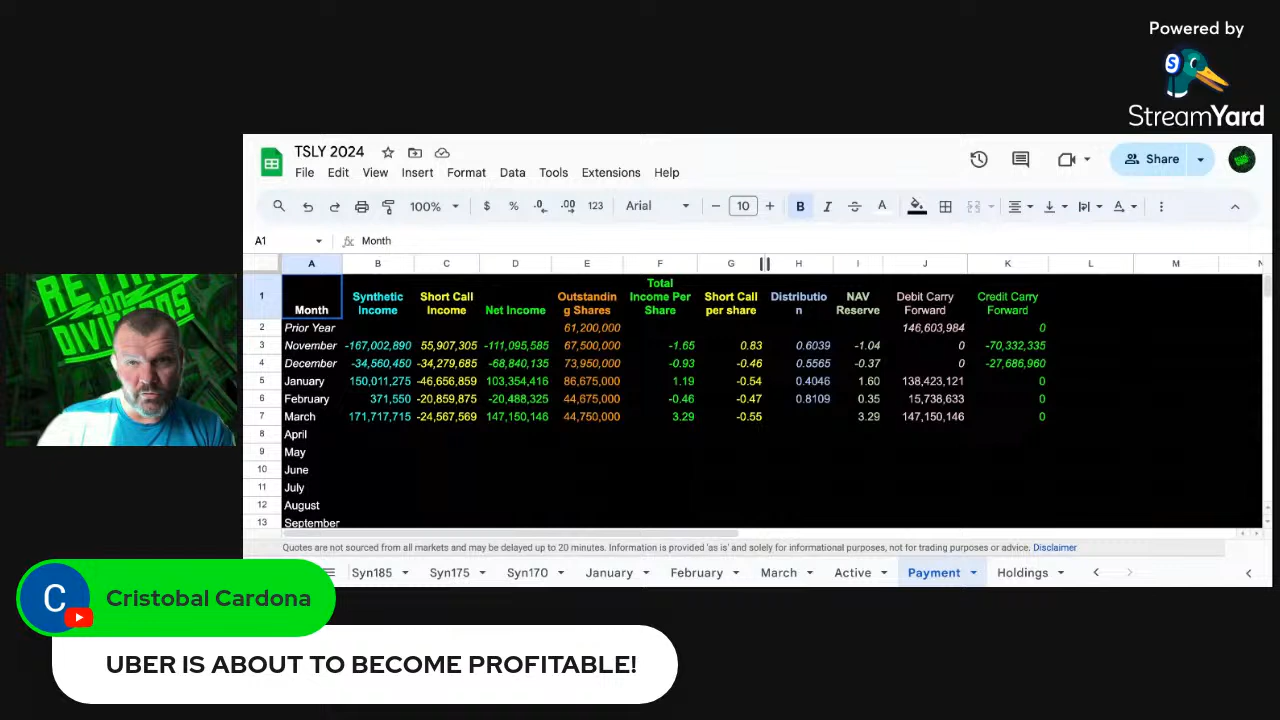 Powered by
S
StreamYard
TSLY 2024
File Edit View Insert Format Data Tools Extensions Help
Share
100% $ % .0 .00 123 Arial 10 B I A
A1 fx Month
A B C D E F G H I J K L M N
1 Month Synthetic Income Short Call Income Net Income Outstandin g Shares Total Income Per Share Short Call per share Distributio n NAV Reserve Debit Carry Forward Credit Carry Forward
2 Prior Year 61,200,000 146,603,984 0
3 November -167,002,890 55,907,305 -111,095,585 67,500,000 -1.65 0.83 0.6039 -1.04 0 -70,332,335
4 December -34,560,450 -34,279,685 -68,840,135 73,950,000 -0.93 -0.46 0.5565 -0.37 0 -27,686,960
5 January 150,011,275 -46,656,859 103,354,416 86,675,000 1.19 -0.54 0.4046 1.60 138,423,121 0
6 February 371,550 -20,859,875 -20,488,325 44,675,000 -0.46 -0.47 0.8109 0.35 15,738,633 0
7 March 171,717,715 -24,567,569 147,150,146 44,750,000 3.29 -0.55 3.29 147,150,146 0
8 April
9 May
10 June
11 July
12 August
13 September
Quotes are not sourced from all markets and may be delayed up to 20 minutes. Information is provided 'as is' and solely for informational purposes, not for trading purposes or advice. Disclaimer
Syn185 Syn175 Syn170 January February March Active Payment Holdings
RETIRE
ON
DIVIDENDS
C
Cristobal Cardona
UBER IS ABOUT TO BECOME PROFITABLE!